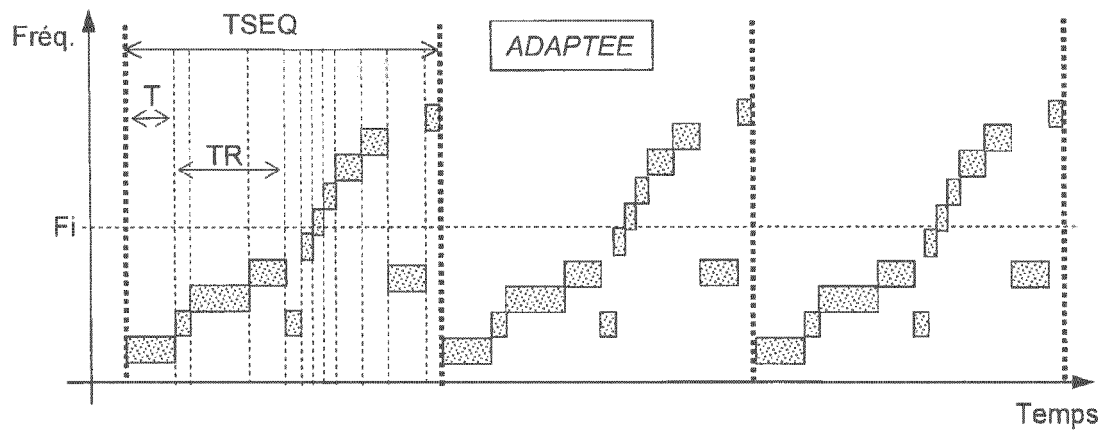 TSEQ
Fréq.
ADAPTEE
T
TR
Fi
Temps